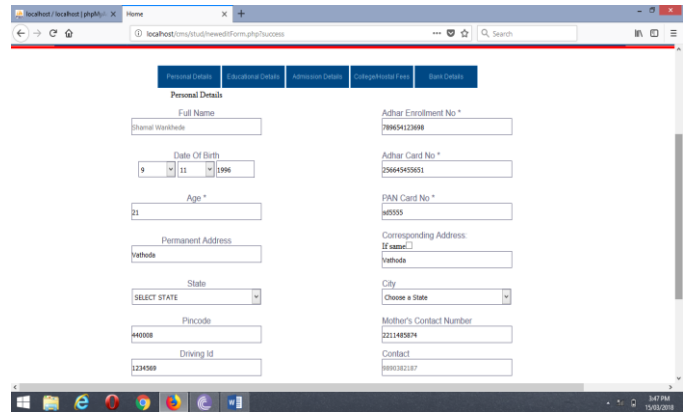 localhost / localhost | phpMyA
Home
localhost/cms/stud/neweditForm.php?success
Search
Personal Details
Educational Details
Admission Details
College/Hostal Fees
Bank Details
Personal Details
Full Name
Adhar Enrollment No *
Shamal Wankhede
789654123698
Date Of Birth
Adhar Card No *
9
11
1996
256645455651
Age *
PAN Card No *
21
sd5555
Permanent Address
Corresponding Address:
If same
Vathoda
Vathoda
State
City
SELECT STATE
Choose a State
Pincode
Mother's Contact Number
440008
2211485874
Driving Id
Contact
1234569
9890382187
3:47 PM
15/03/2018